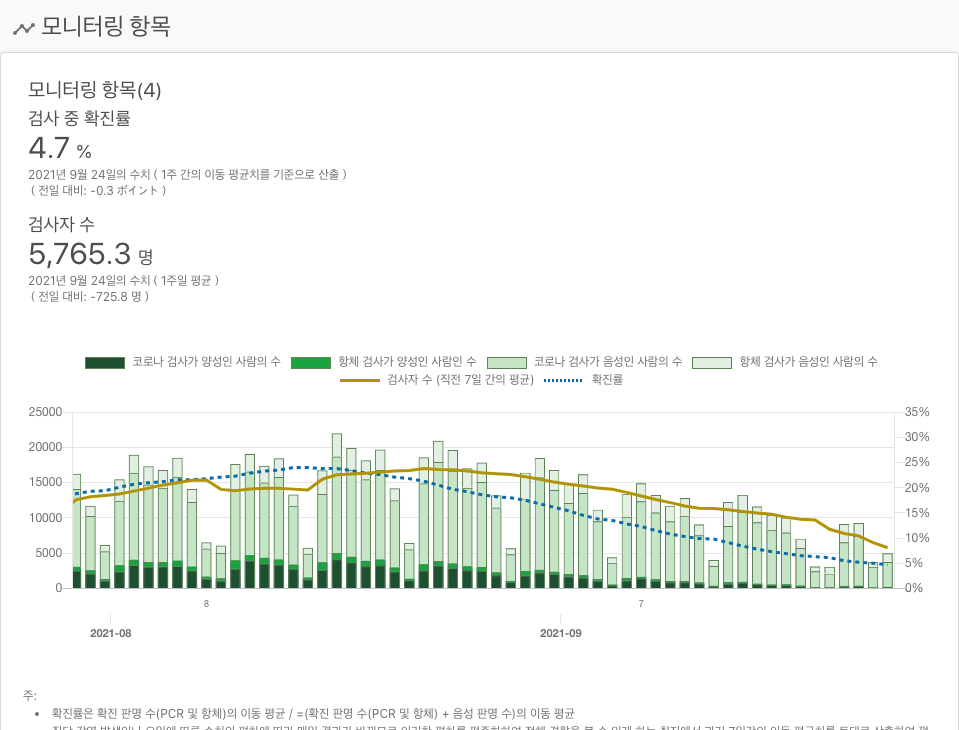 모니터링 항목
모니터링 항목(4)
검사 중 확진률
4.7 %
2021년 9월 24일의 수치 ( 1주 간의 이동 평균치를 기준으로 산출 )
( 전일 대비: -0.3 ポイント )
검사자 수
5,765.3 명
2021년 9월 24일의 수치 ( 1주일 평균 )
( 전일 대비: -725.8 명 )
코로나 검사가 양성인 사람의 수 항체 검사가 양성인 사람인 수 코로나 검사가 음성인 사람의 수 항체 검사가 음성인 사람의 수
검사자 수 (직전 7일 간의 평균) 확진률
25000 35%
30%
20000
25%
15000 20%
15%
10000
10%
5000
5%
0 0%
8 7
2021-08 2021-09
주:
• 확진률은 확진 판명 수(PCR 및 항체)의 이동 평균 / =(확진 판명 수(PCR 및 항체) + 음성 판명 수)의 이동 평균